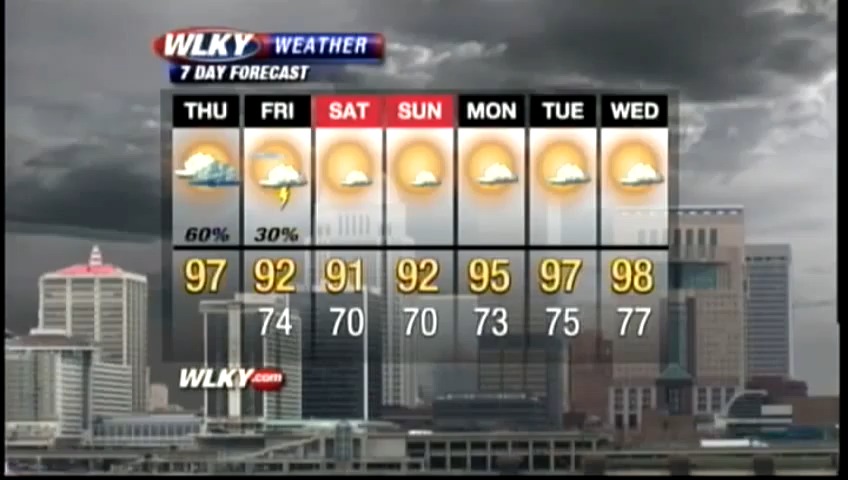 WLKY WEATHER
7 DAY FORECAST
THU FRI SAT SUN MON TUE WED
60% 30%
97 92 91 92 95 97 98
74 70 70 73 75 77
WLKY.com